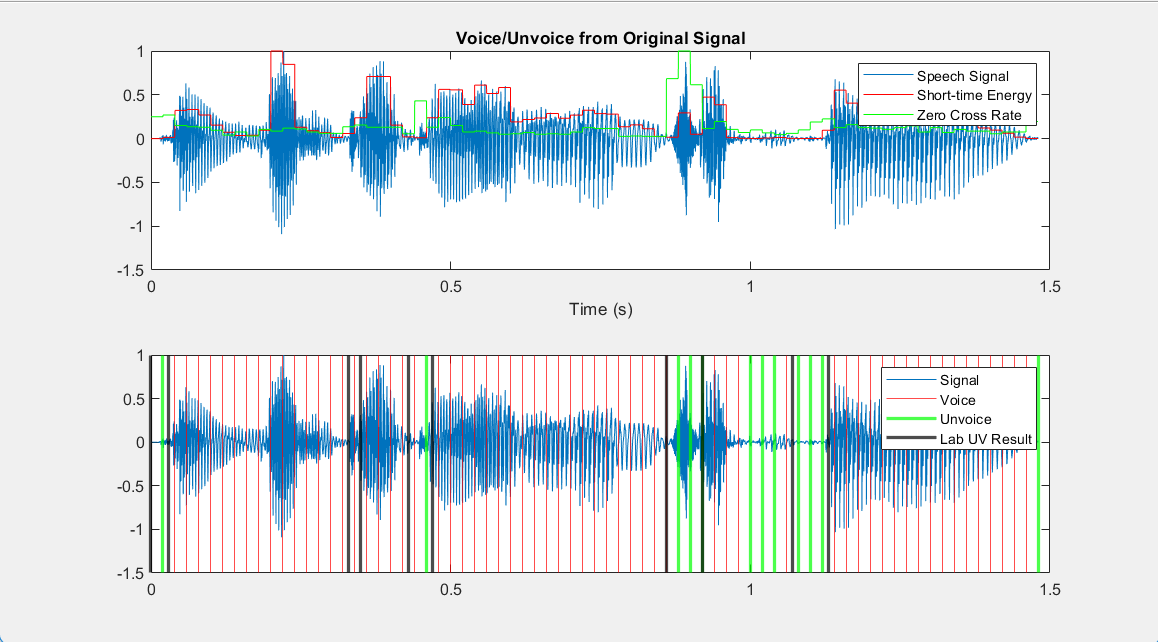 Voice/Unvoice from Original Signal
1
0.5
0
-0.5
-1
-1.5
Speech Signal
Short-time Energy
Zero Cross Rate
0
0.5
1
1.5
Time (s)
1
0.5
0
-0.5
-1
-1.5
Signal
Voice
Unvoice
Lab UV Result
0
0.5
1
1.5